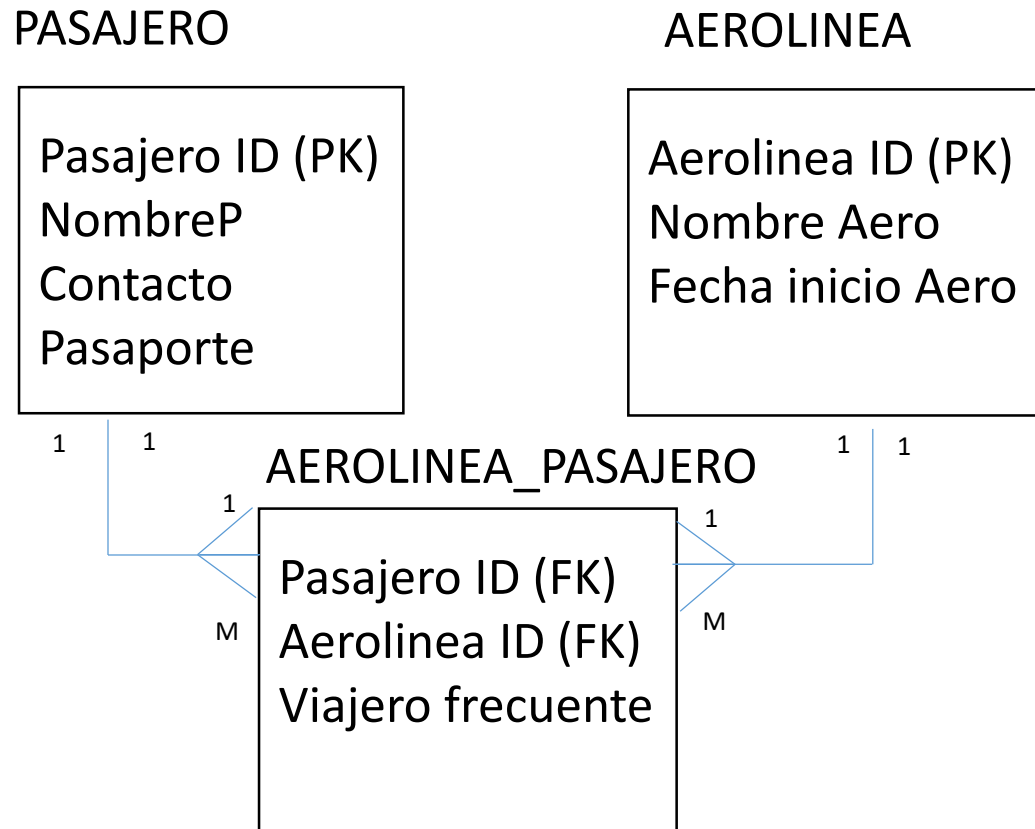 PASAJERO
Pasajero ID (PK)
NombreP
Contacto
Pasaporte
1 1
AEROLINEA
Aerolinea ID (PK)
Nombre Aero
Fecha inicio Aero
1 1
AEROLINEA_PASAJERO
1
M
Pasajero ID (FK)
Aerolinea ID (FK)
Viajero frecuente
1
M